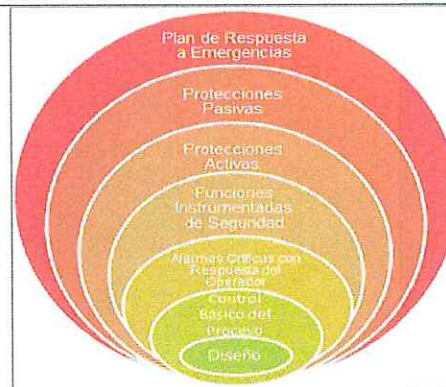 Plan de Respuesta
a Emergencias
Protecciones
Pasivas
Protecciones
Activas
Funciones
Instrumentadas
de Seguridad
Alarmas Críticas con
Respuesta del
Operador
Control
Básico del
Proceso
Diseño